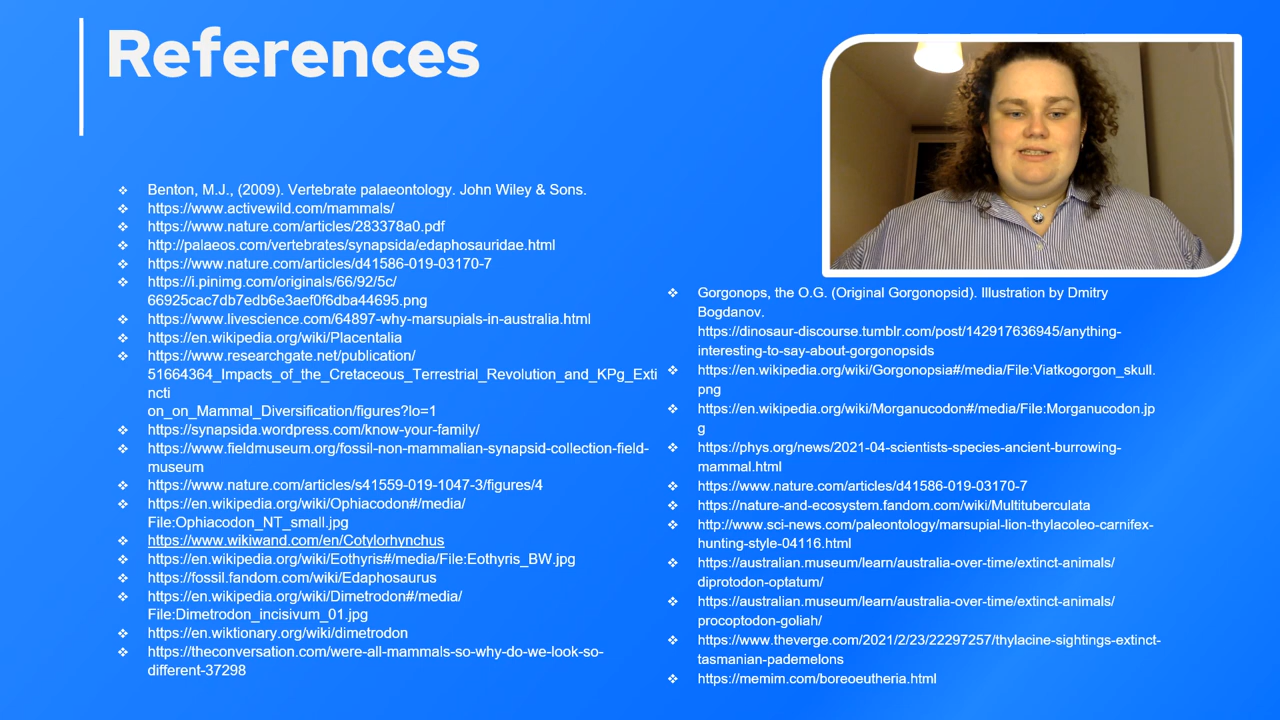 References
Benton, M.J., (2009). Vertebrate palaeontology. John Wiley & Sons.
https://www.activewild.com/mammals/
https://www.nature.com/articles/283378a0.pdf
http://palaeos.com/vertebrates/synapsida/edaphosauridae.html
https://www.nature.com/articles/d41586-019-03170-7
https://i.pinimg.com/originals/66/92/5c/
66925cac7db7edb6e3aef0f6dba44695.png
https://www.livescience.com/64897-why-marsupials-in-australia.html
https://en.wikipedia.org/wiki/Placentalia
https://www.researchgate.net/publication/
51664364_Impacts_of_the_Cretaceous_Terrestrial_Revolution_and_KPg_Exti
ncti
on_on_Mammal_Diversification/figures?lo=1
https://synapsida.wordpress.com/know-your-family/
https://www.fieldmuseum.org/fossil-non-mammalian-synapsid-collection-field-
museum
https://www.nature.com/articles/s41559-019-1047-3/figures/4
https://en.wikipedia.org/wiki/Ophiacodon#/media/
File:Ophiacodon_NT_small.jpg
https://www.wikiwand.com/en/Cotylorhynchus
https://en.wikipedia.org/wiki/Eothyris#/media/File:Eothyris_BW.jpg
https://fossil.fandom.com/wiki/Edaphosaurus
https://en.wikipedia.org/wiki/Dimetrodon#/media/
File:Dimetrodon_incisivum_01.jpg
https://en.wiktionary.org/wiki/dimetrodon
https://theconversation.com/were-all-mammals-so-why-do-we-look-so-
different-37298
Gorgonops, the O.G. (Original Gorgonopsid). Illustration by Dmitry
Bogdanov.
https://dinosaur-discourse.tumblr.com/post/142917636945/anything-
interesting-to-say-about-gorgonopsids
https://en.wikipedia.org/wiki/Gorgonopsia#/media/File:Viatkogorgon_skull.
png
https://en.wikipedia.org/wiki/Morganucodon#/media/File:Morganucodon.jp
g
https://phys.org/news/2021-04-scientists-species-ancient-burrowing-
mammal.html
https://www.nature.com/articles/d41586-019-03170-7
https://nature-and-ecosystem.fandom.com/wiki/Multituberculata
http://www.sci-news.com/paleontology/marsupial-lion-thylacoleo-carnifex-
hunting-style-04116.html
https://australian.museum/learn/australia-over-time/extinct-animals/
diprotodon-optatum/
https://australian.museum/learn/australia-over-time/extinct-animals/
procoptodon-goliah/
https://www.theverge.com/2021/2/23/22297257/thylacine-sightings-extinct-
tasmanian-pademelons
https://memim.com/boreoeutheria.html